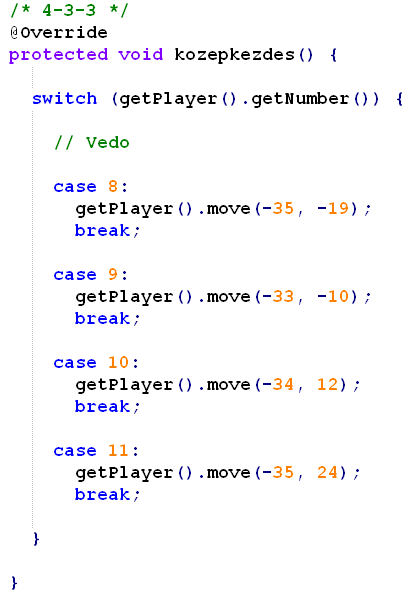 /* 4-3-3 */
@Override
protected void kozepkezdes() {
switch (getPlayer().getNumber()) {
// Vedo
case 8:
getPlayer().move(-35, -19);
break;
case 9:
getPlayer().move(-33, -10);
break;
case 10:
getPlayer().move(-34, 12);
break;
case 11:
getPlayer().move(-35, 24);
break;
}
}